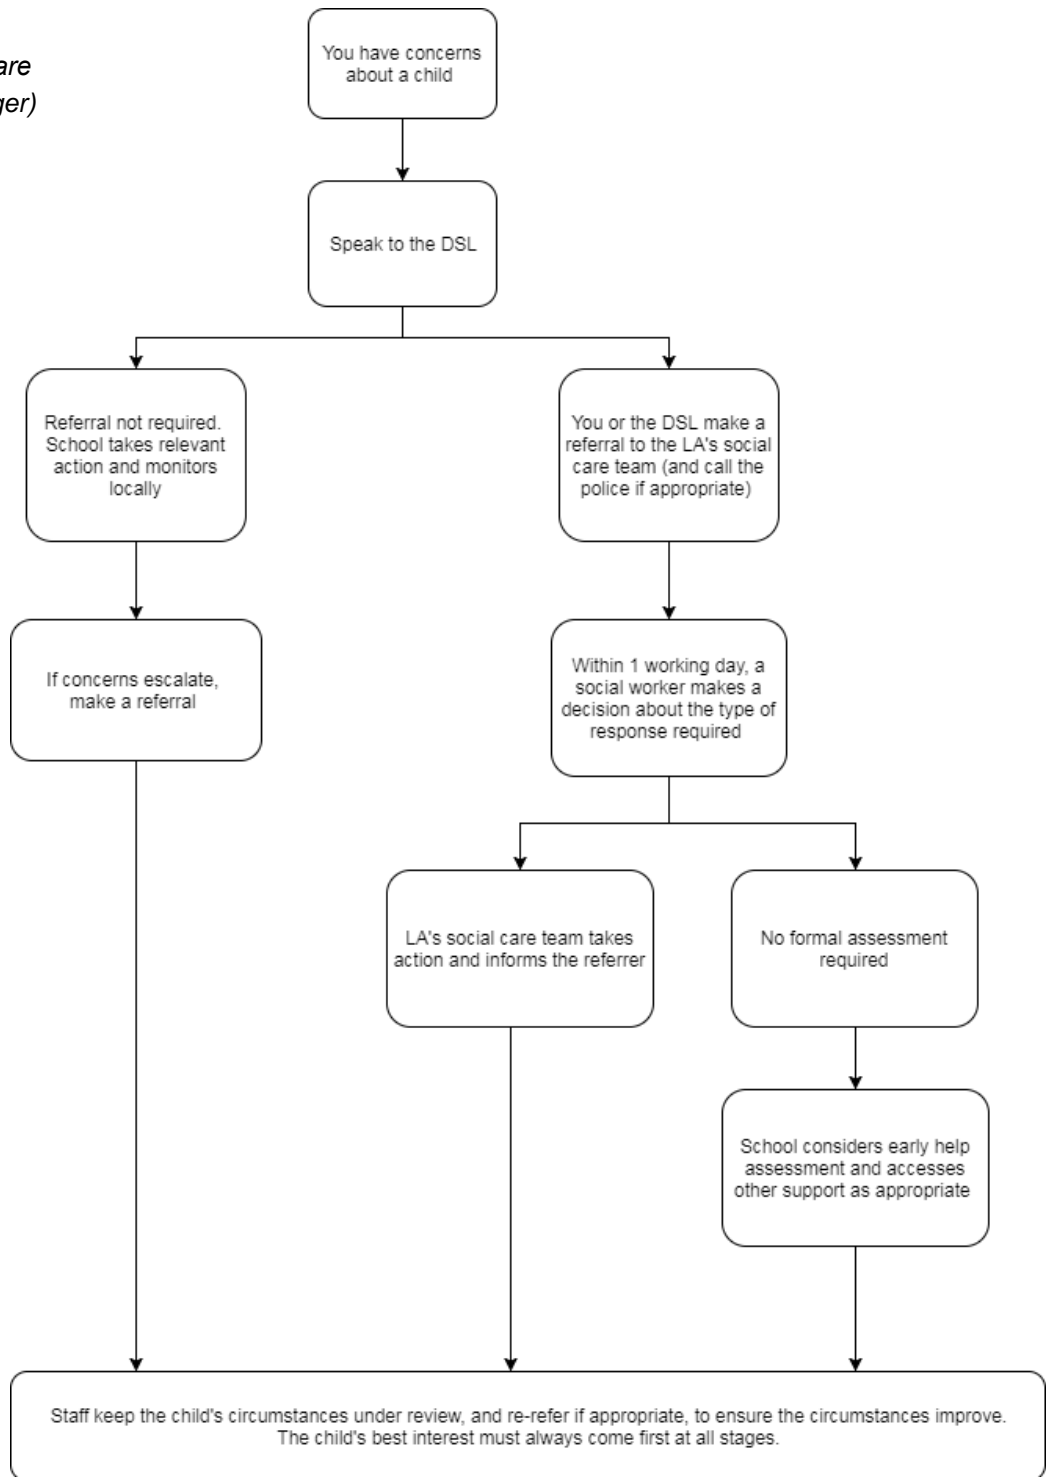 are
ger)
You have concerns
about a child
Speak to the DSL
Referral not required.
School takes relevant
action and monitors
locally
You or the DSL make a
referral to the LA's social
care team (and call the
police if appropriate)
If concerns escalate,
make a referral
Within 1 working day, a
social worker makes a
decision about the type of
response required
LA's social care team takes
action and informs the referrer
No formal assessment
required
School considers early help
assessment and accesses
other support as appropriate
Staff keep the child's circumstances under review, and re-refer if appropriate, to ensure the circumstances improve.
The child's best interest must always come first at all stages.